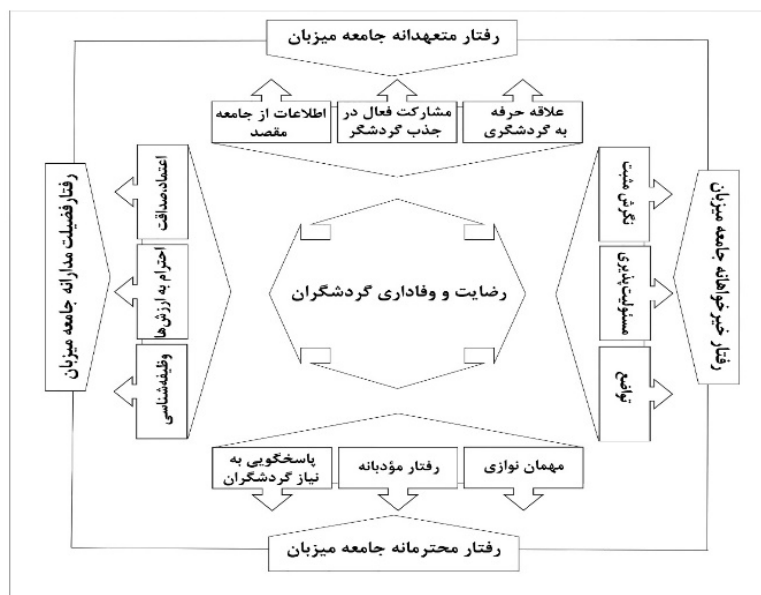 رفتار متعهدانه جامعه میزبان
علاقه حرفه
به گردشگری
مشارکت فعال در
جذب گردشگر
اطلاعات از جامعه
مقصد
رفتار خیرخواهانه جامعه میزبان
نگرش مثبت
مسئولیت‌پذیری
تواضع
رضایت و وفاداری گردشگران
اعتماد،صداقت
احترام به ارزش‌ها
وظیفه‌شناسی
رفتارفضیلت مدارانه جامعه میزبان
مهمان نوازی
رفتار مؤدبانه
پاسخگویی به
نیاز گردشگران
رفتار محترمانه جامعه میزبان